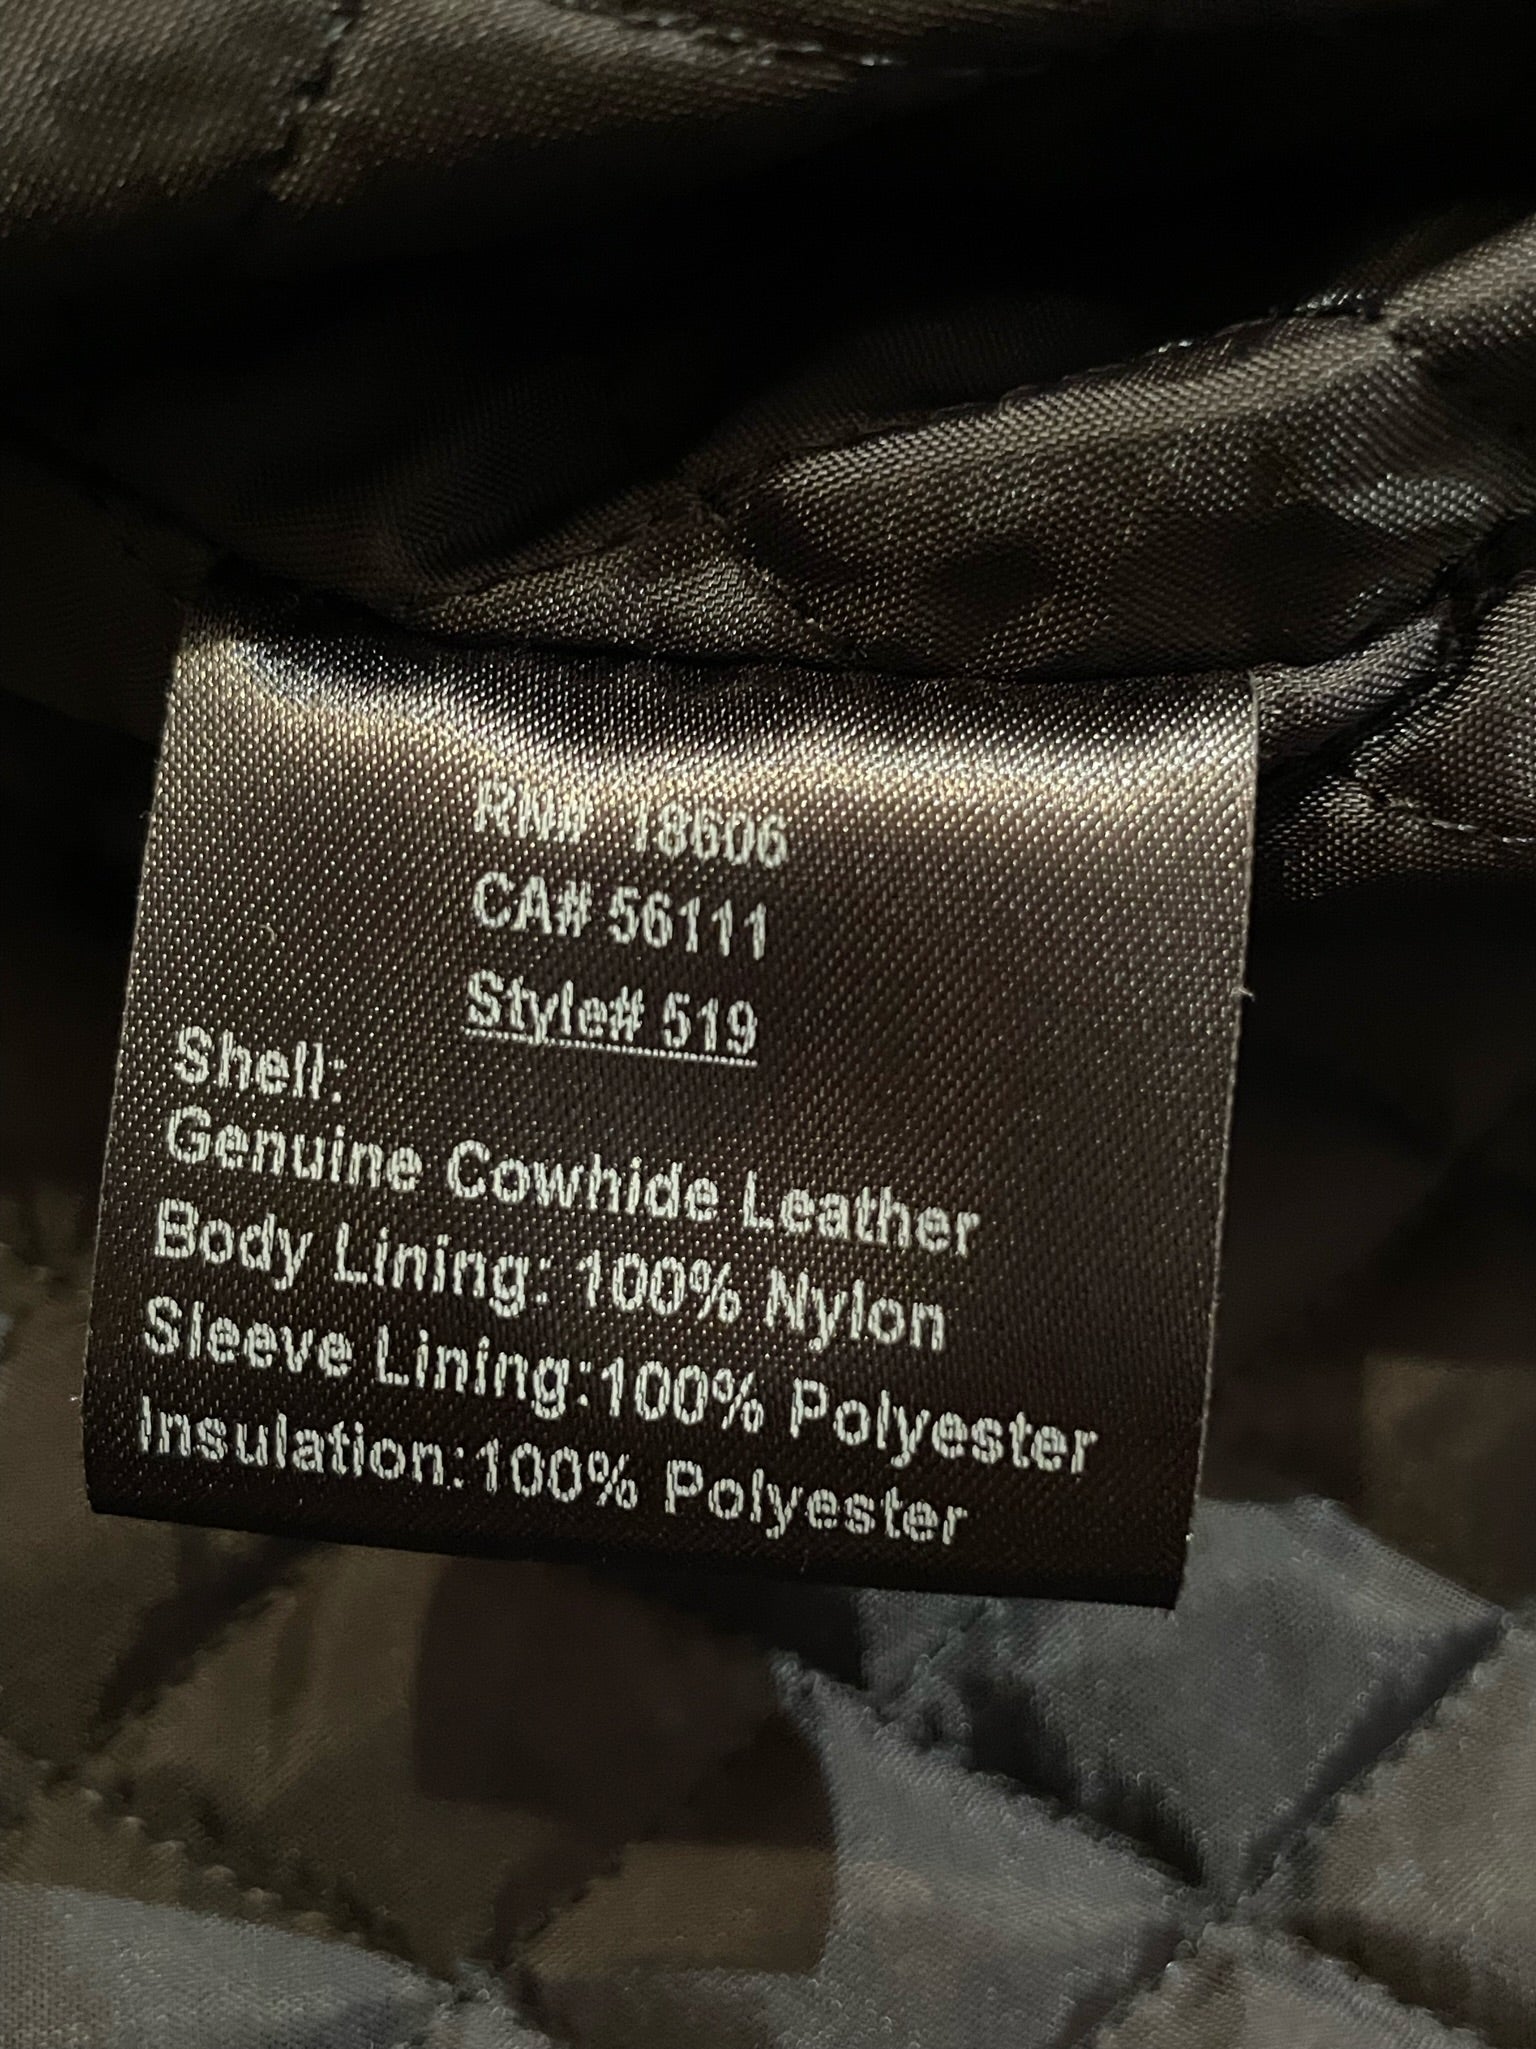 RN# 18606
CA# 56111
Style# 519
Shell:
Genuine Cowhide Leather
Body Lining: 100% Nylon
Sleeve Lining:100% Polyester
Insulation:100% Polyester